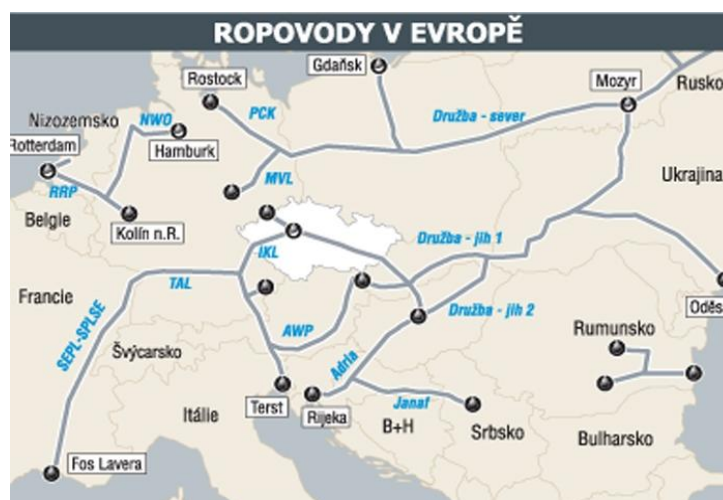 ROPOVODY V EVROPĚ
Gdaňsk
Rostock
Mozyr
Rusko
PCK
Nizozemsko
NWO
Družba - sever
Hamburk
Rotterdam
MVL
Ukrajina
RRP
Belgie
Kolín n.R.
Družba - jih 1
IKL
TAL
Francie
Oděs
Družba - jih 2
SEPL-SPLSE
AWP
Rumunsko
Švýcarsko
Adria
Terst
Rijeka
Janaf
Itálie
B+H
Srbsko
Bulharsko
Fos Lavera